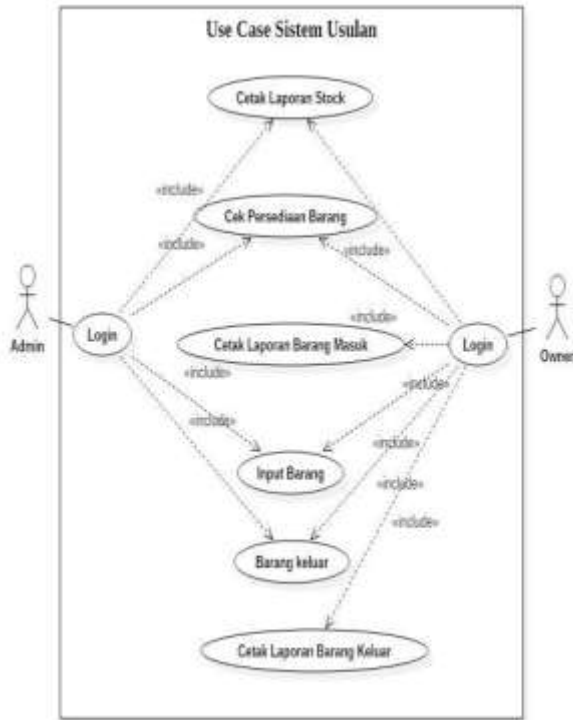 Use Case Sistem Usulan
Cetak Laporan Stock
«include»
Cek Persediaan Barang
«include»
«include»
Admin
Login
«include»
Cetak Laporan Barang Masuk
Login
Owner
«include»
«include»
«include»
«include»
Input Barang
«include»
«include»
Barang keluar
Cetak Laporan Barang Keluar